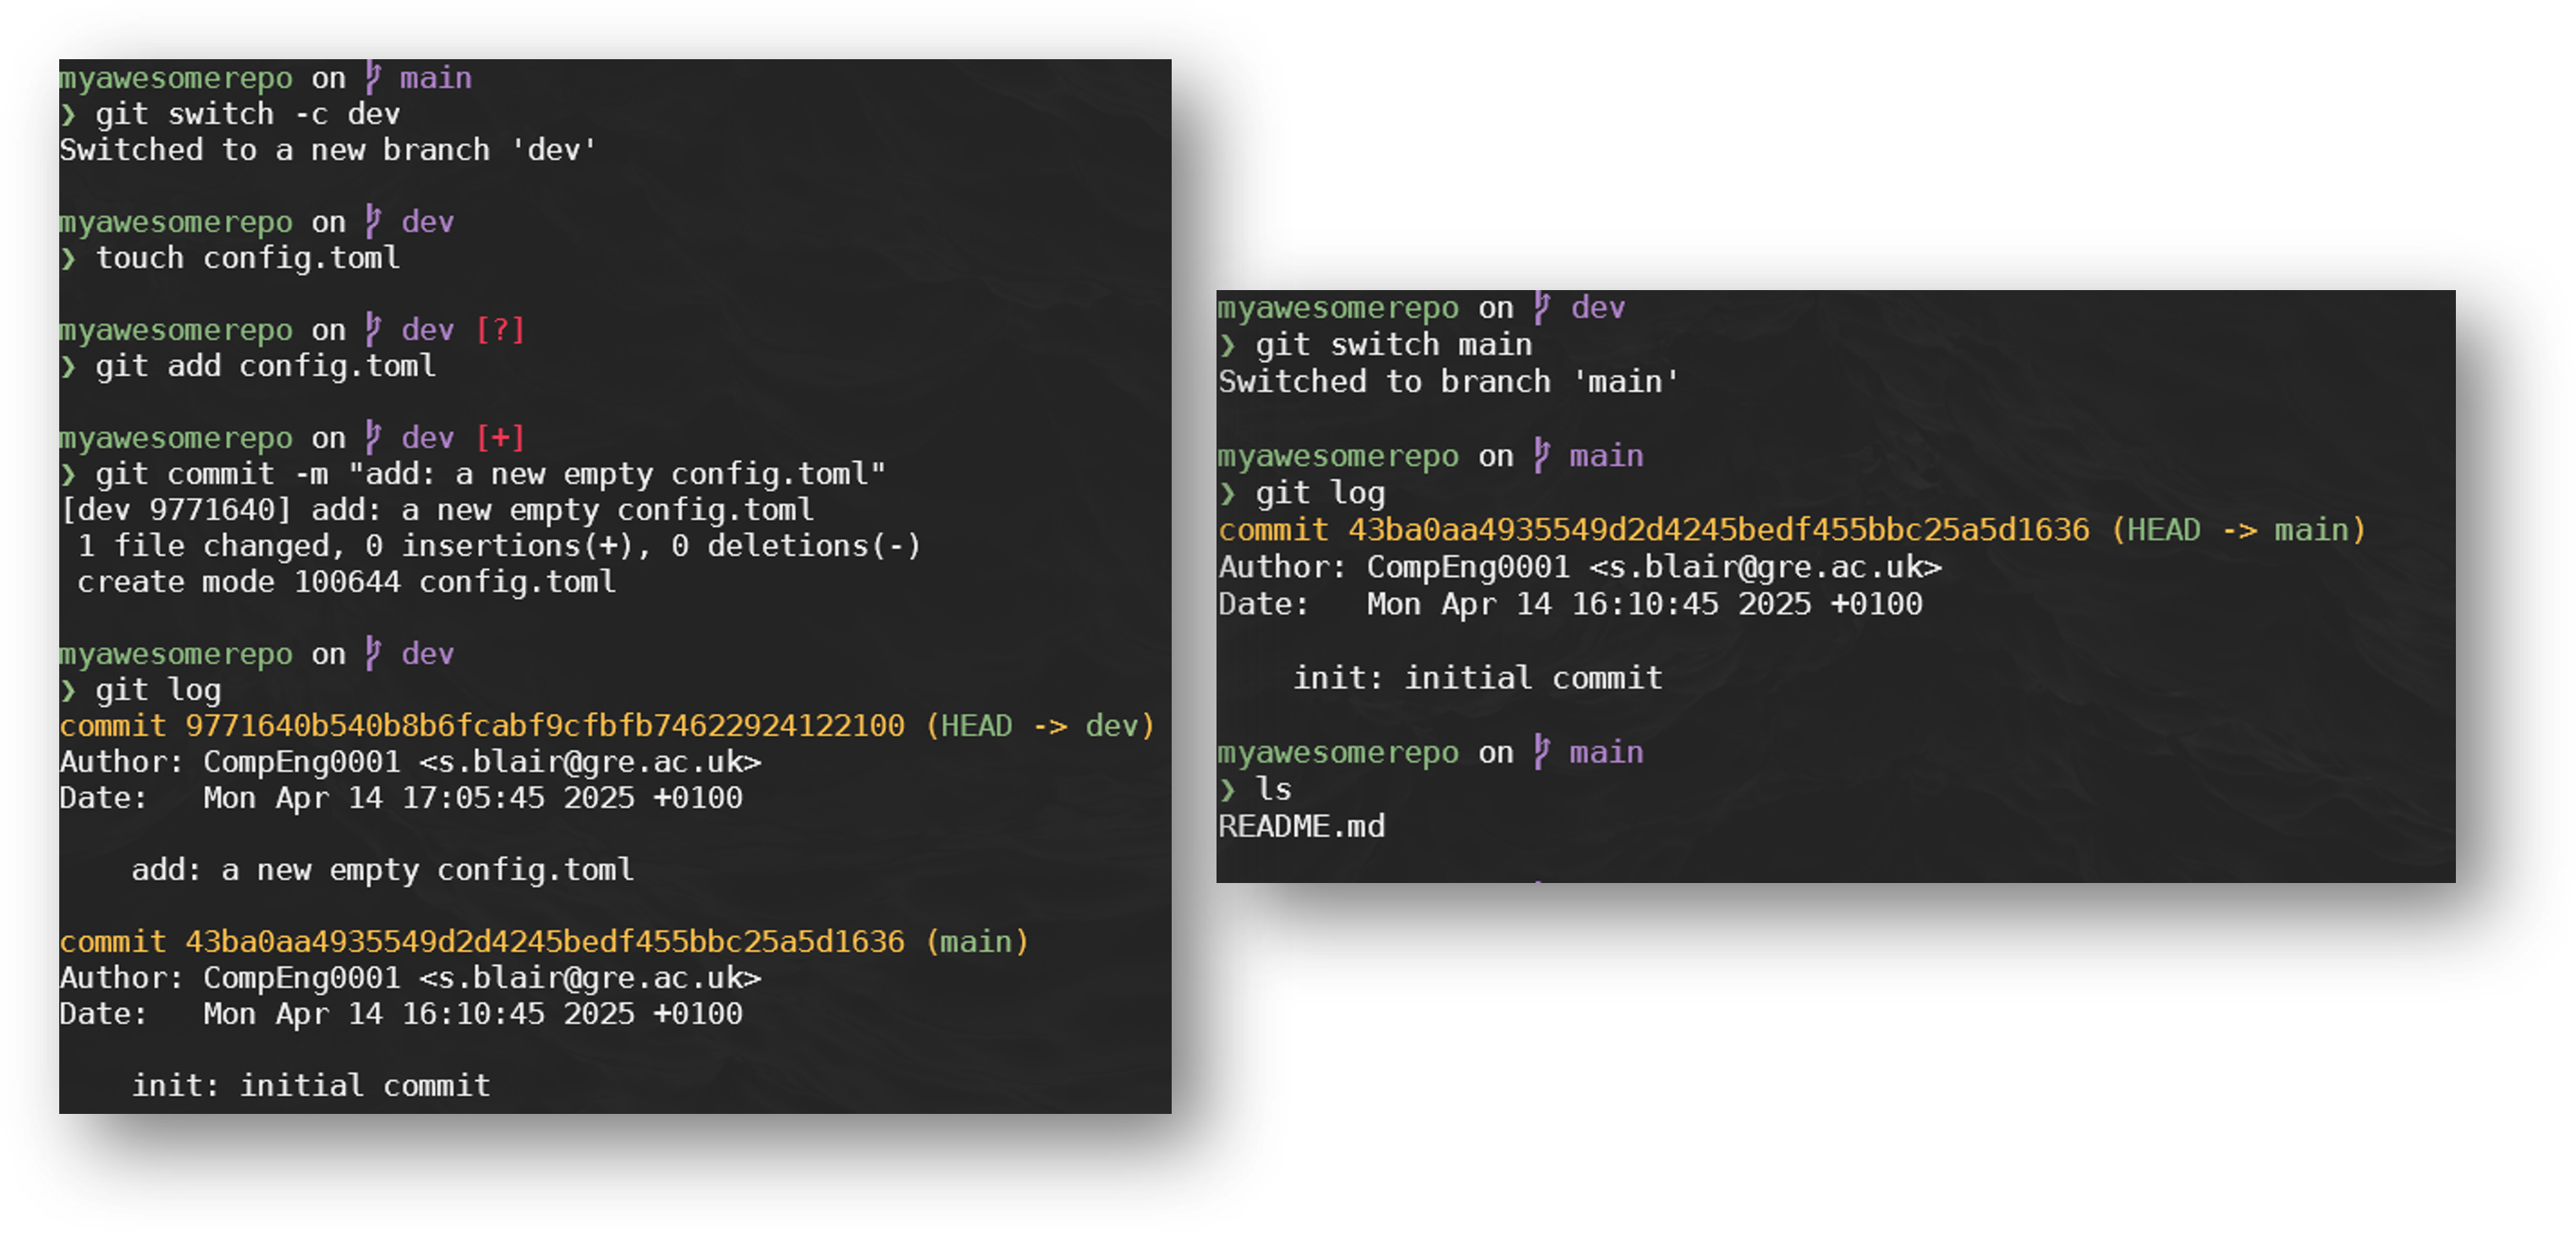 myawesomerepo on main
❯ git switch -c dev
Switched to a new branch 'dev'
myawesomerepo on dev
❯ touch config.toml
myawesomerepo on dev [?]
❯ git add config.toml
myawesomerepo on dev [+]
❯ git commit -m "add: a new empty config.toml"
[dev 9771640] add: a new empty config.toml
1 file changed, 0 insertions(+), 0 deletions(-)
create mode 100644 config.toml
myawesomerepo on dev
❯ git log
commit 9771640b540b8b6fcabf9cfbfb74622924122100 (HEAD -> dev)
Author: CompEng0001 <s.blair@gre.ac.uk>
Date:   Mon Apr 14 17:05:45 2025 +0100
add: a new empty config.toml
commit 43ba0aa4935549d2d4245bedf455bbc25a5d1636 (main)
Author: CompEng0001 <s.blair@gre.ac.uk>
Date:   Mon Apr 14 16:10:45 2025 +0100
init: initial commit
myawesomerepo on dev
❯ git switch main
Switched to branch 'main'
myawesomerepo on main
❯ git log
commit 43ba0aa4935549d2d4245bedf455bbc25a5d1636 (HEAD -> main)
Author: CompEng0001 <s.blair@gre.ac.uk>
Date:   Mon Apr 14 16:10:45 2025 +0100
init: initial commit
myawesomerepo on main
❯ ls
README.md